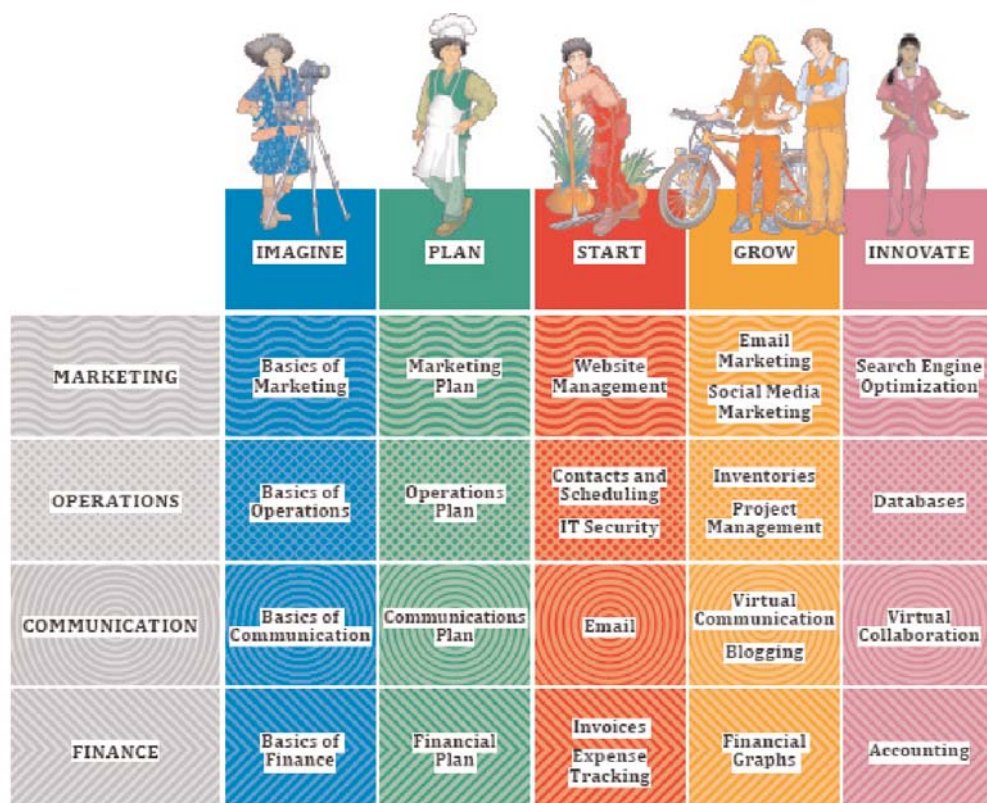 IMAGINE
PLAN
START
GROW
INNOVATE
MARKETING
Basics of
Marketing
Marketing
Plan
Website
Management
Email
Marketing
Social Media
Marketing
Search Engine
Optimization
OPERATIONS
Basics of
Operations
Operations
Plan
Contacts and
Scheduling
IT Security
Inventories
Project
Management
Databases
COMMUNICATION
Basics of
Communication
Communications
Plan
Email
Virtual
Communication
Blogging
Virtual
Collaboration
FINANCE
Basics of
Finance
Financial
Plan
Invoices
Expense
Tracking
Financial
Graphs
Accounting